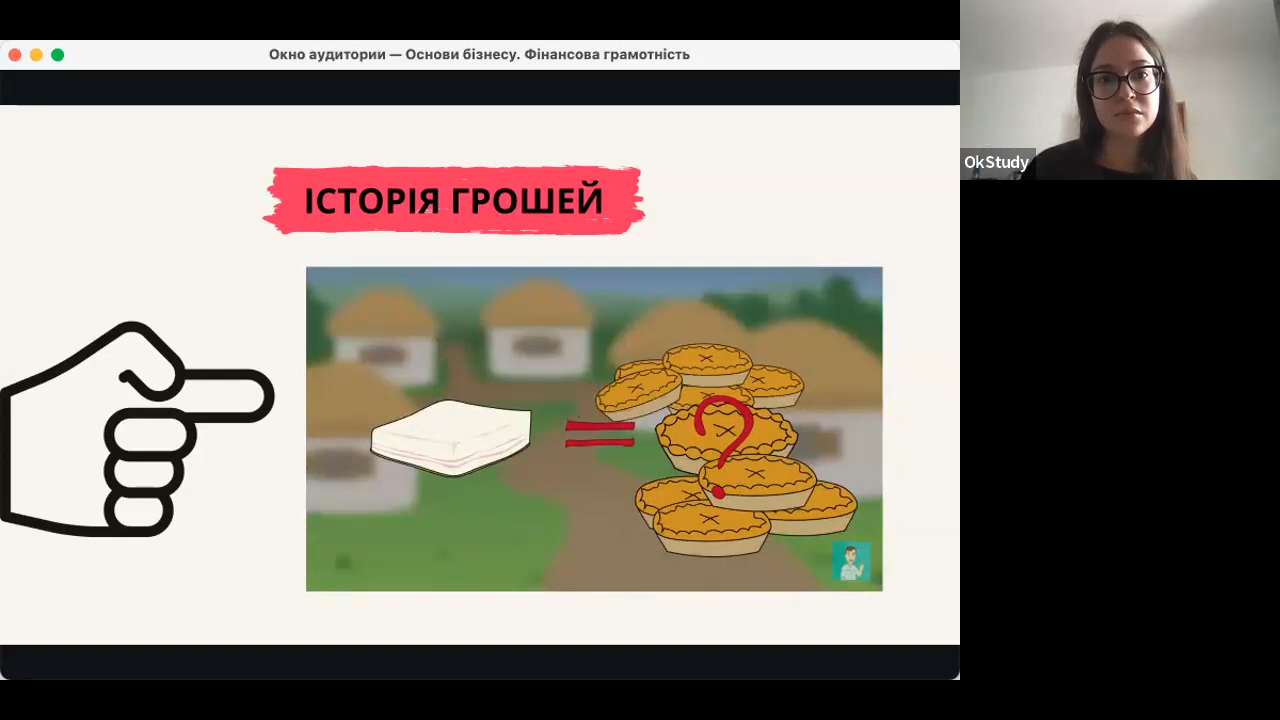 Окно аудитории — Основи бізнесу. Фінансова грамотність
OkStudy
ІСТОРІЯ ГРОШЕЙ
=
?